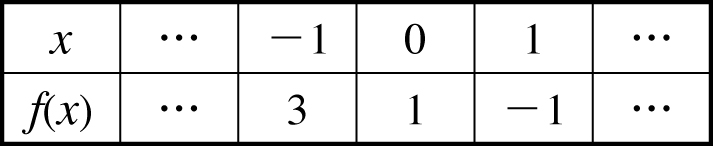 x ⋯ −1 0 1 ⋯
f(x) ⋯ 3 1 −1 ⋯